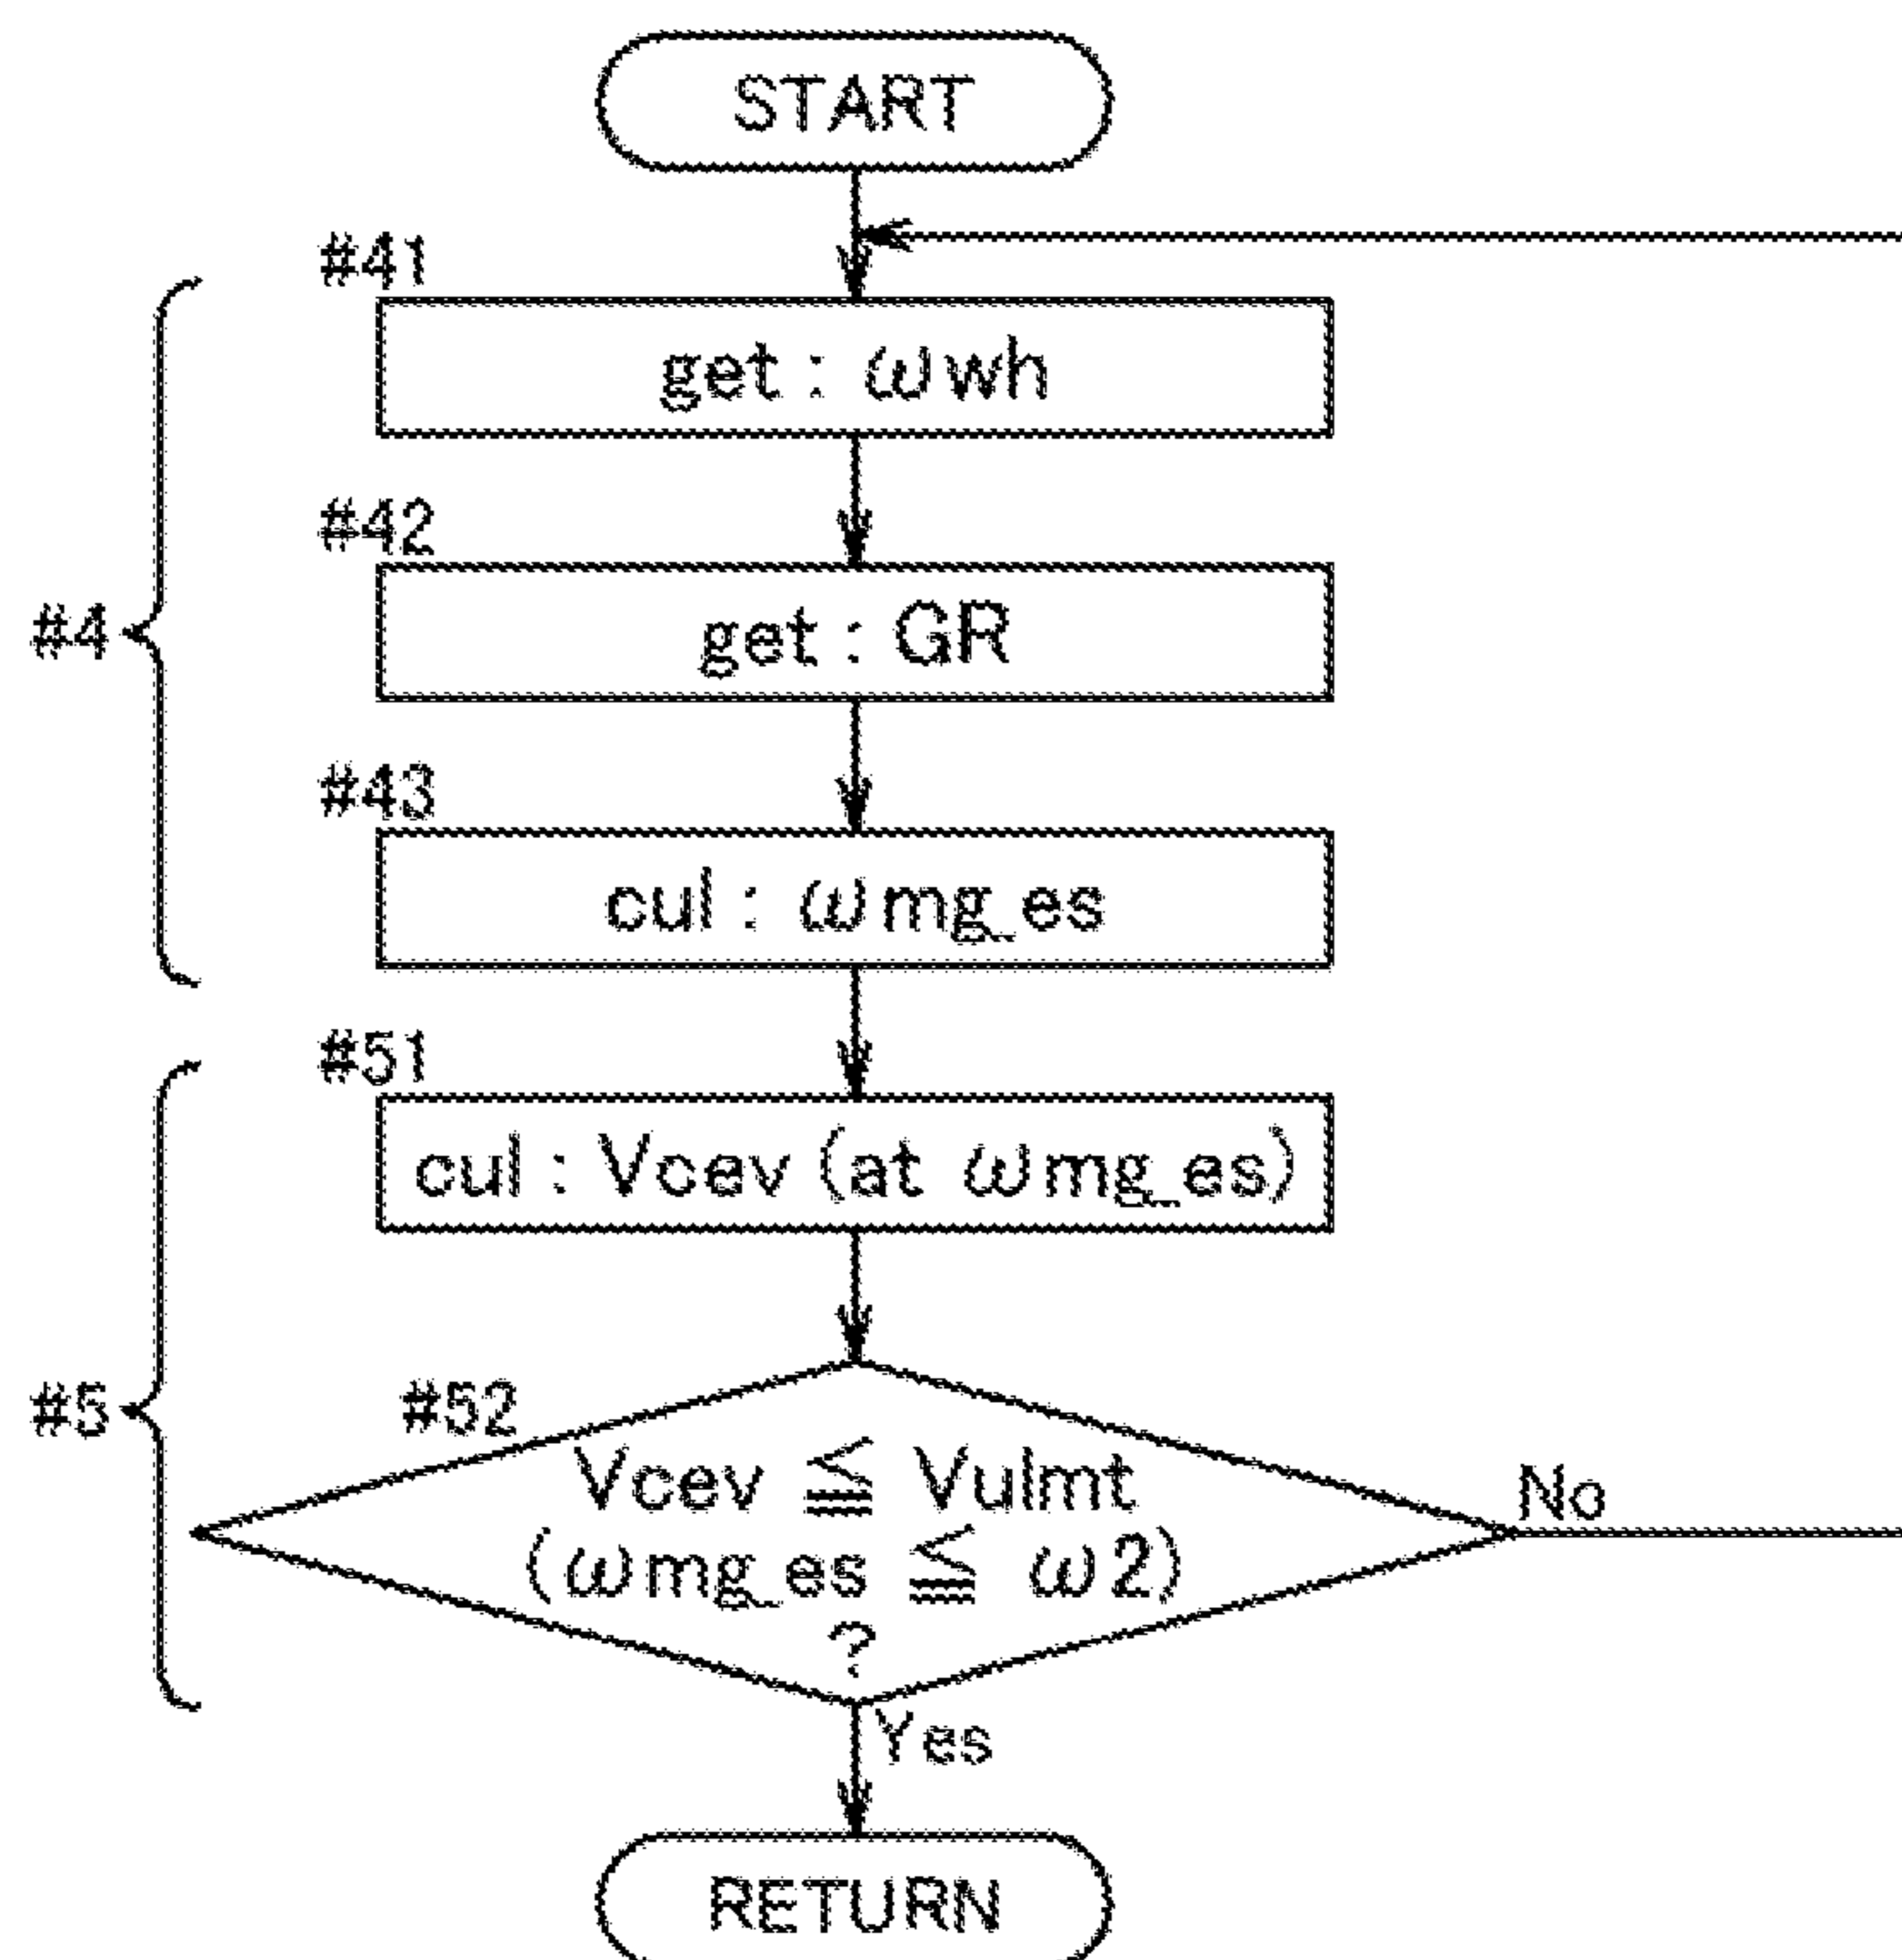 START
#41
get : ωwh
#42
get : GR
#4
#43
cul : ωmg_es
#51
cul : Vcev (at ωmg_es)
#5
#52
Vcev ≦ Vulmt
(ωmg_es ≦ ω2)
?
No
Yes
RETURN